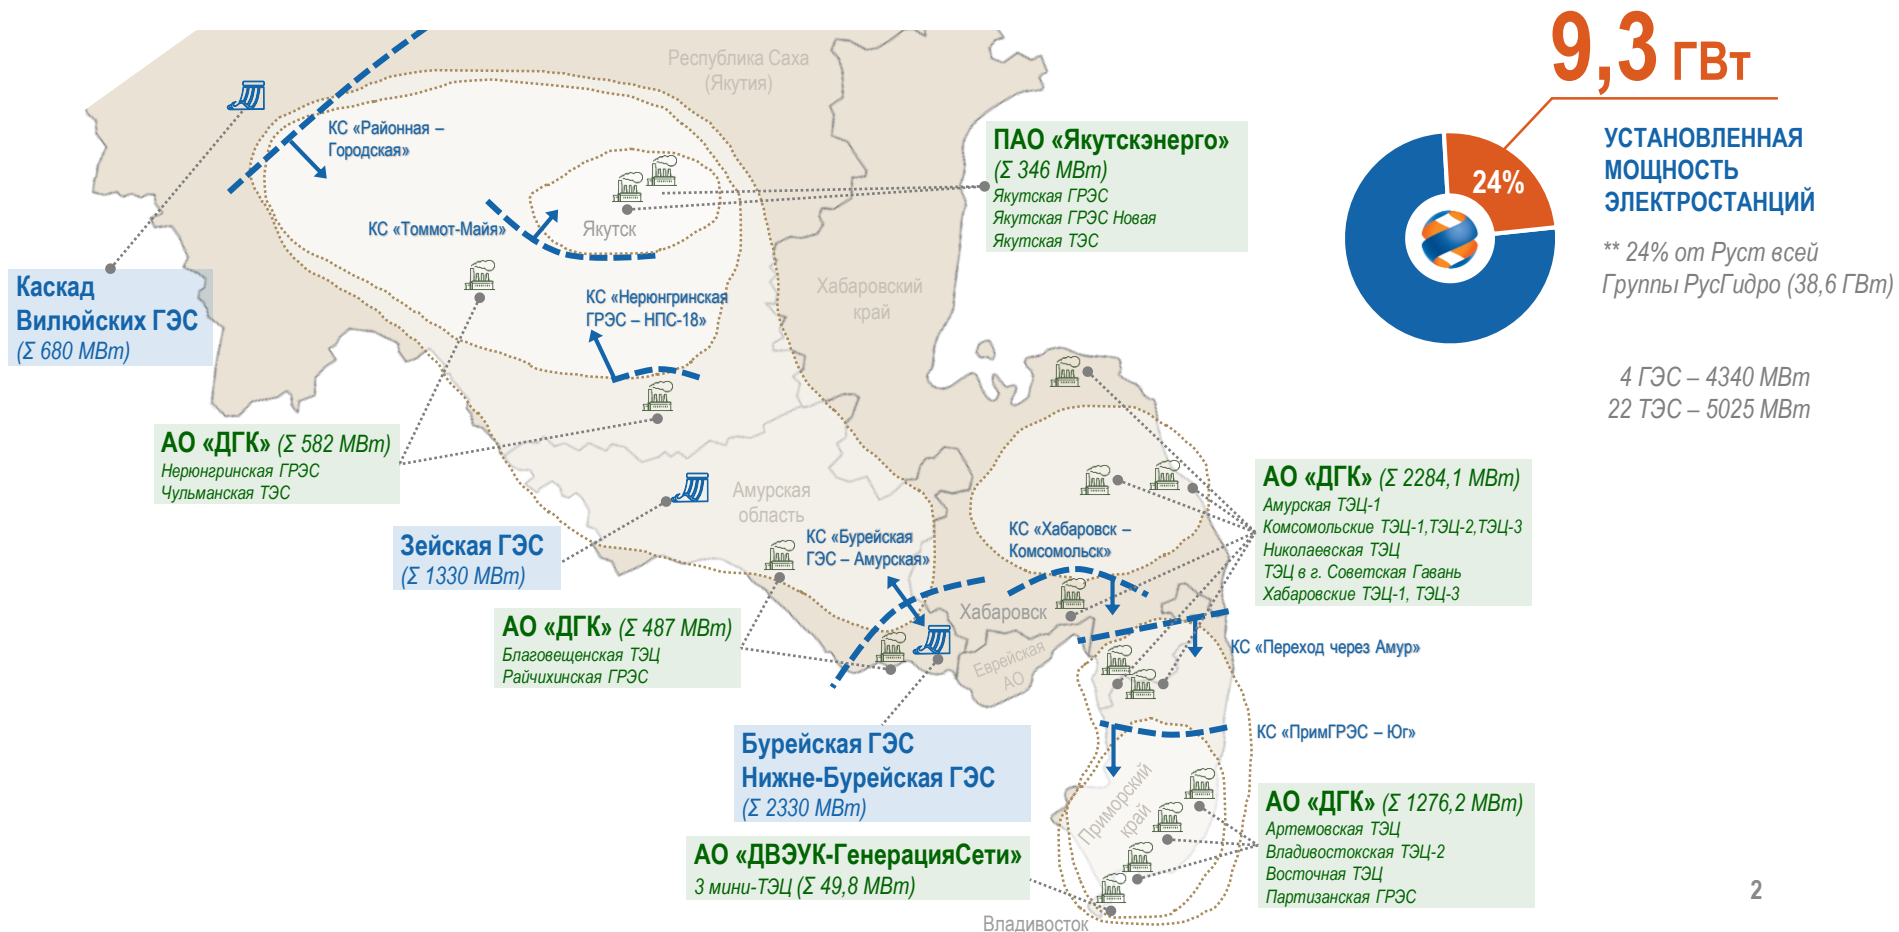 Республика Саха
(Якутия)
КС «Районная –
Городская»
КС «Томмот-Майя»
Якутск
КС «Нерюнгринская
ГРЭС – НПС-18»
Хабаровский
край
ПАО «Якутскэнерго»
(Σ 346 МВт)
Якутская ГРЭС
Якутская ГРЭС Новая
Якутская ТЭС
9,3 ГВт
24%
УСТАНОВЛЕННАЯ
МОЩНОСТЬ
ЭЛЕКТРОСТАНЦИЙ
** 24% от Руст всей
Группы РусГидро (38,6 ГВт)
4 ГЭС – 4340 МВт
22 ТЭС – 5025 МВт
Каскад
Вилюйских ГЭС
(Σ 680 МВт)
АО «ДГК» (Σ 582 МВт)
Нерюнгринская ГРЭС
Чульманская ТЭС
Амурская
область
Зейская ГЭС
(Σ 1330 МВт)
КС «Бурейская
ГЭС – Амурская»
КС «Хабаровск –
Комсомольск»
АО «ДГК» (Σ 2284,1 МВт)
Амурская ТЭЦ-1
Комсомольские ТЭЦ-1,ТЭЦ-2,ТЭЦ-3
Николаевская ТЭЦ
ТЭЦ в г. Советская Гавань
Хабаровские ТЭЦ-1, ТЭЦ-3
Хабаровск
АО «ДГК» (Σ 487 МВт)
Благовещенская ТЭЦ
Райчихинская ГРЭС
Еврейская
АО
КС «Переход через Амур»
КС «ПримГРЭС – Юг»
Бурейская ГЭС
Нижне-Бурейская ГЭС
(Σ 2330 МВт)
Приморский
край
АО «ДГК» (Σ 1276,2 МВт)
Артемовская ТЭЦ
Владивостокская ТЭЦ-2
Восточная ТЭЦ
Партизанская ГРЭС
АО «ДВЭУК-ГенерацияСети»
3 мини-ТЭЦ (Σ 49,8 МВт)
Владивосток
2